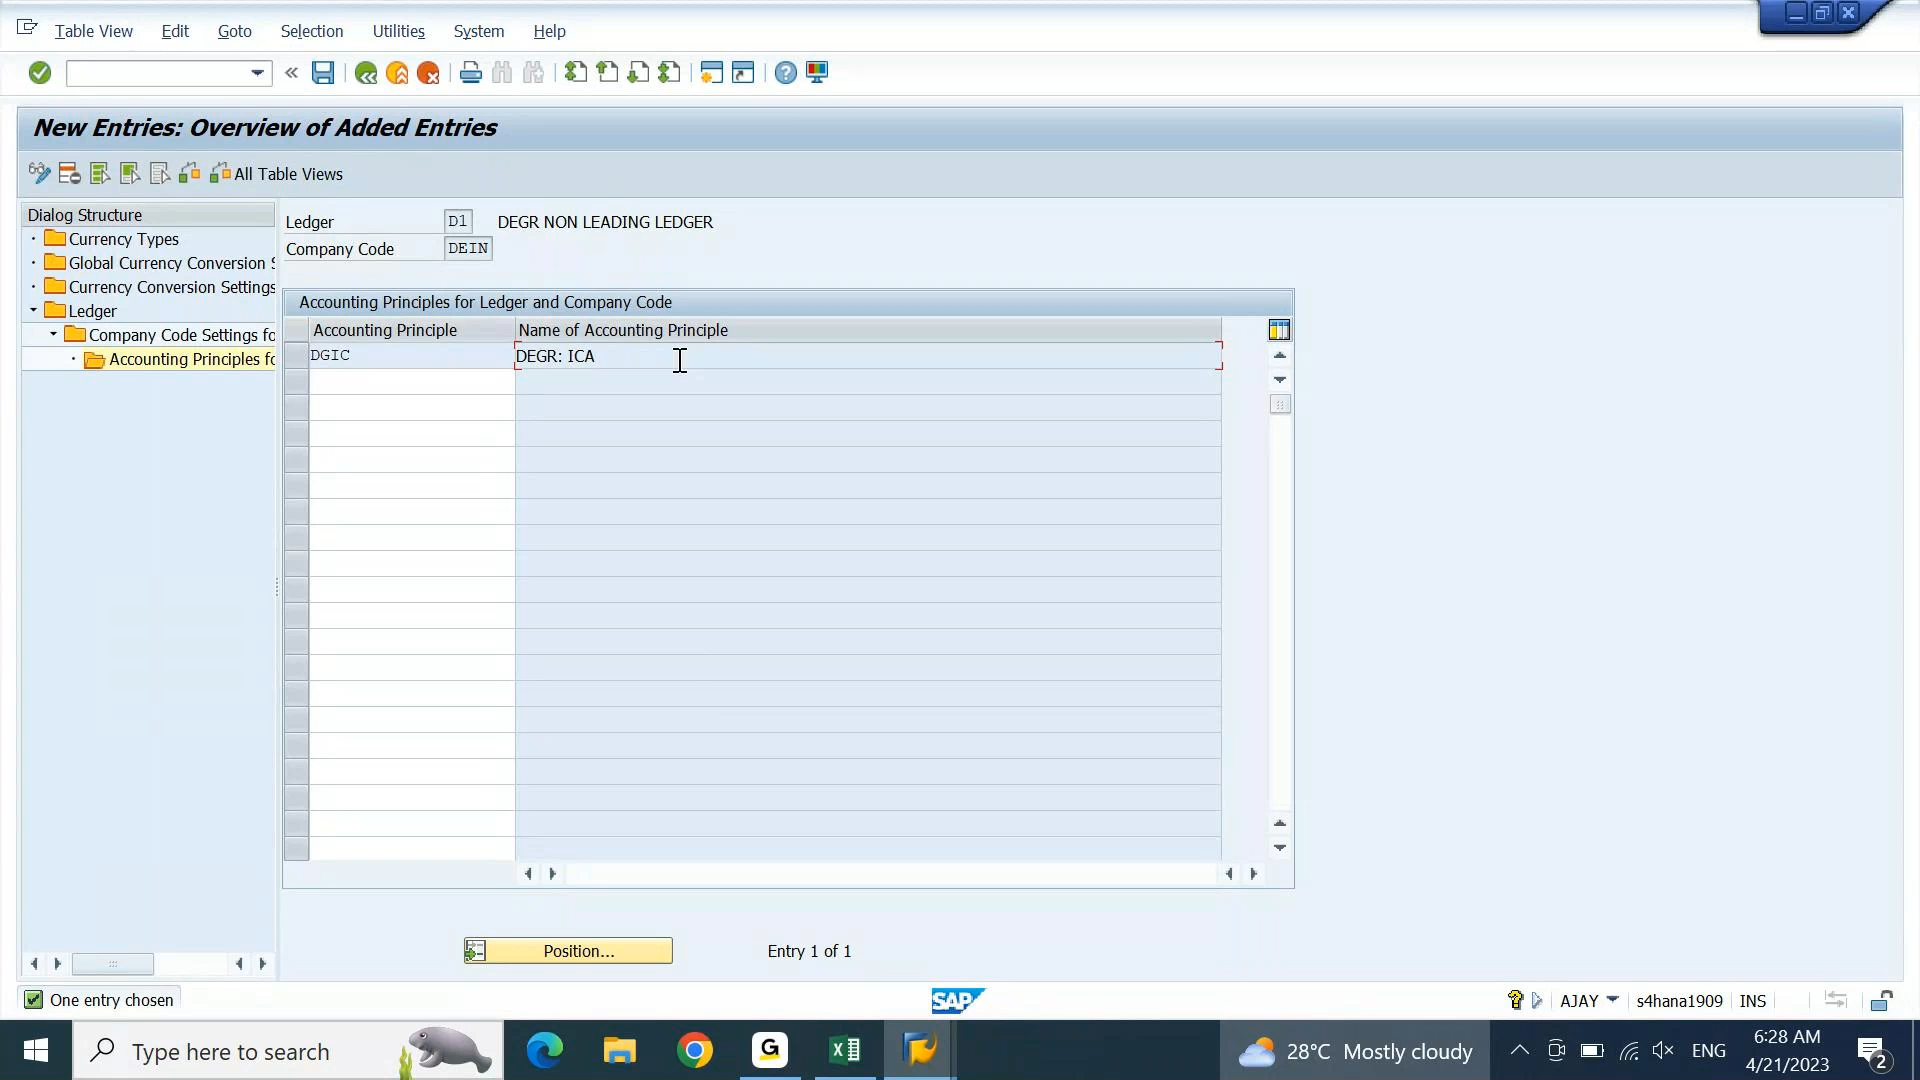 Table View Edit Goto Selection Utilities System Help
New Entries: Overview of Added Entries
All Table Views
Dialog Structure
Currency Types
Global Currency Conversion S
Currency Conversion Settings
Ledger
Company Code Settings fo
Accounting Principles fo
Ledger D1 DEGR NON LEADING LEDGER
Company Code DEIN
Accounting Principles for Ledger and Company Code
Accounting Principle Name of Accounting Principle
DGIC DEGR: ICA
Position... Entry 1 of 1
One entry chosen
SAP
AJAY s4hana1909 INS
Type here to search
G
28°C Mostly cloudy
ENG
6:28 AM
4/21/2023
2